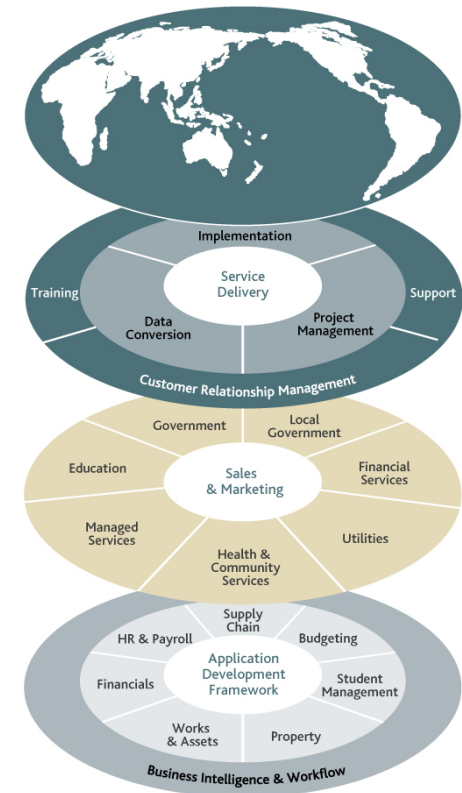 Implementation
Service
Delivery
Training
Support
Data
Conversion
Project
Management
Customer Relationship Management
Government
Local
Government
Education
Sales
& Marketing
Financial
Services
Managed
Services
Health &
Community
Services
Utilities
Supply
Chain
HR & Payroll
Budgeting
Application
Development
Framework
Financials
Student
Management
Works
& Assets
Property
Business Intelligence & Workflow